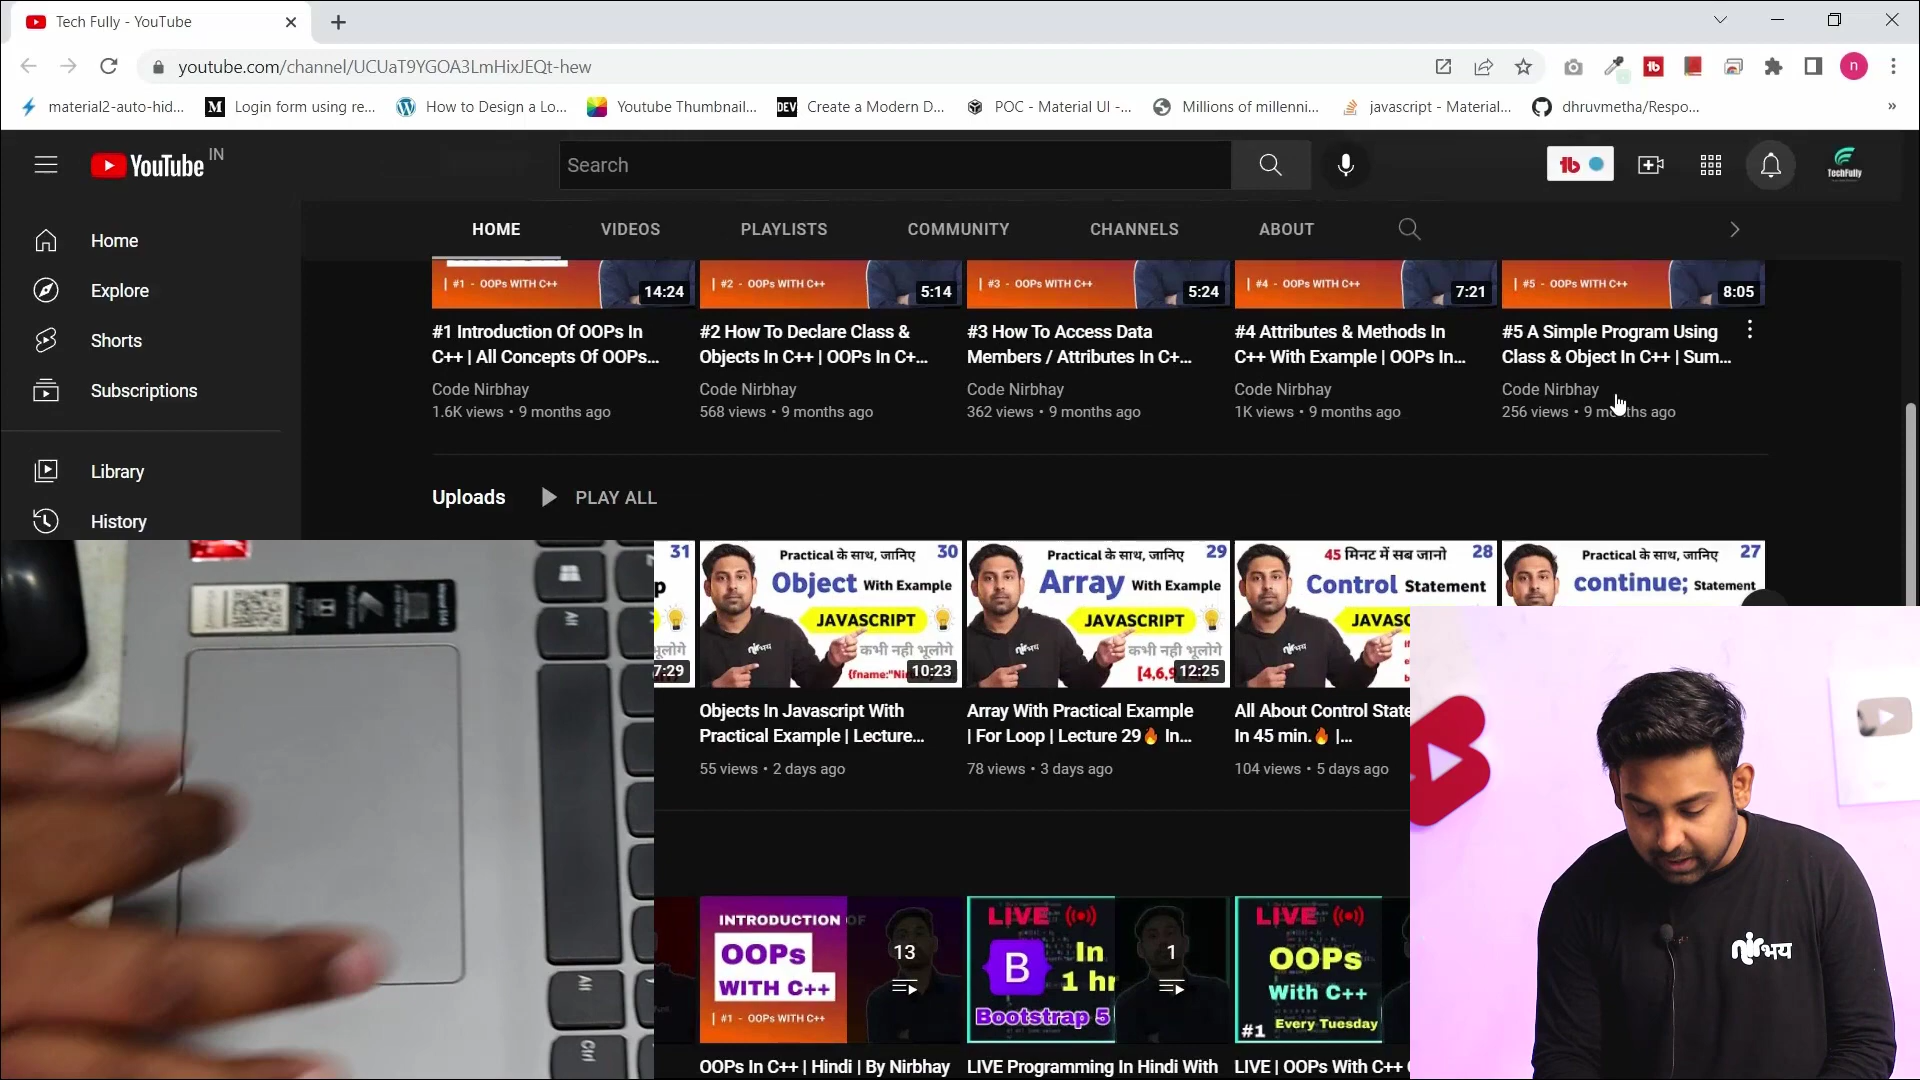 Tech Fully - YouTube
youtube.com/channel/UCUaT9YGOA3LmHixJEQt-hew
n
material2-auto-hid...
Login form using re...
How to Design a Lo...
Youtube Thumbnail...
DEV
Create a Modern D...
POC - Material UI -...
Millions of millenni...
javascript - Material...
dhruvmetha/Respo...
YouTube IN
Search
TechFully
Home
Explore
Shorts
Subscriptions
Library
History
HOME
VIDEOS
PLAYLISTS
COMMUNITY
CHANNELS
ABOUT
| #1 - OOPs WITH C++
14:24
#1 Introduction Of OOPs In
C++ | All Concepts Of OOPs...
Code Nirbhay
1.6K views • 9 months ago
| #2 - OOPs WITH C++
5:14
#2 How To Declare Class &
Objects In C++ | OOPs In C+...
Code Nirbhay
568 views • 9 months ago
| #3 - OOPs WITH C++
5:24
#3 How To Access Data
Members / Attributes In C+...
Code Nirbhay
362 views • 9 months ago
| #4 - OOPs WITH C++
7:21
#4 Attributes & Methods In
C++ With Example | OOPs In...
Code Nirbhay
1K views • 9 months ago
| #5 - OOPs WITH C++
8:05
#5 A Simple Program Using
Class & Object In C++ | Sum...
Code Nirbhay
256 views • 9 months ago
Uploads
PLAY ALL
31
7:29
Practical के साथ, जानिए 30
Object With Example
JAVASCRIPT
कभी नही भूलोगे
10:23
Objects In Javascript With
Practical Example | Lecture...
55 views • 2 days ago
Practical के साथ, जानिए 29
Array With Example
JAVASCRIPT
कभी नही भूलोगे
[4,6,9
12:25
Array With Practical Example
| For Loop | Lecture 29🔥 In...
78 views • 3 days ago
45 मिनट में सब जानो 28
Control Statement
JAVASC
All About Control State
In 45 min.🔥 |...
104 views • 5 days ago
Practical के साथ, जानिए 27
continue; Statement
INTRODUCTION OF
OOPs
WITH C++
| #1 - OOPs WITH C++
13
OOPs In C++ | Hindi | By Nirbhay
LIVE
B In
1 hr
Bootstrap 5
1
LIVE Programming In Hindi With
LIVE
OOPs
With C++
#1 Every Tuesday
LIVE | OOPs With C++
Alt
Alt
Ctrl
निर्भय